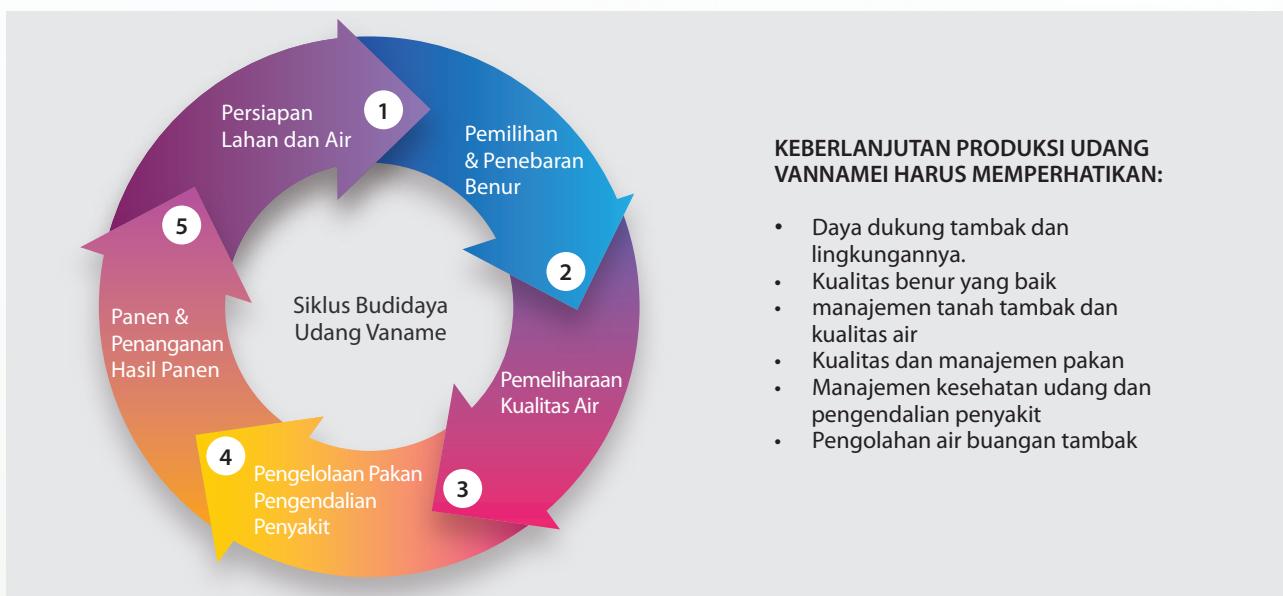 1
Persiapan
Lahan dan Air
Pemilihan
& Penebaran
Benur
2
Pemeliharaan
Kualitas Air
3
Pengelolaan Pakan
Pengendalian
Penyakit
4
Panen &
Penanganan
Hasil Panen
5
Siklus Budidaya
Udang Vaname
KEBERLANJUTAN PRODUKSI UDANG
VANNAMEI HARUS MEMPERHATIKAN:
• Daya dukung tambak dan
lingkungannya.
• Kualitas benur yang baik
• manajemen tanah tambak dan
kualitas air
• Kualitas dan manajemen pakan
• Manajemen kesehatan udang dan
pengendalian penyakit
• Pengolahan air buangan tambak